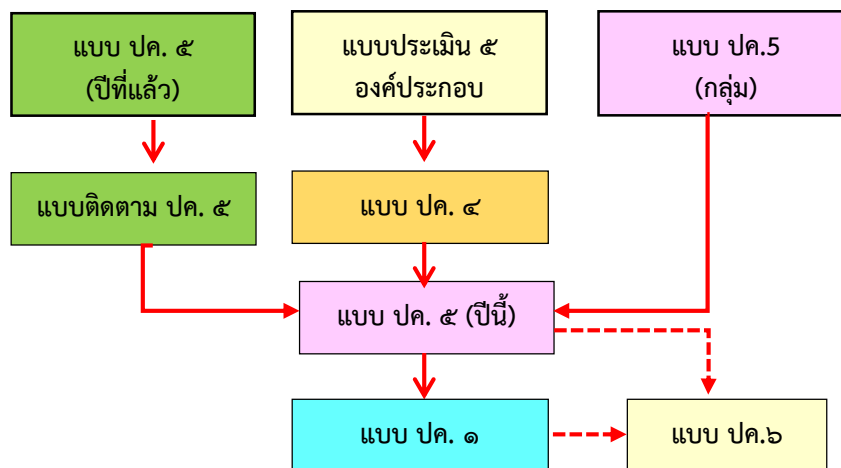 แบบ ปค. ๕
(ปีที่แล้ว)
แบบประเมิน ๕
องค์ประกอบ
แบบ ปค.5
(กลุ่ม)
แบบติดตาม ปค. ๕
แบบ ปค. ๔
แบบ ปค. ๕ (ปีนี้)
แบบ ปค. ๑
แบบ ปค.๖